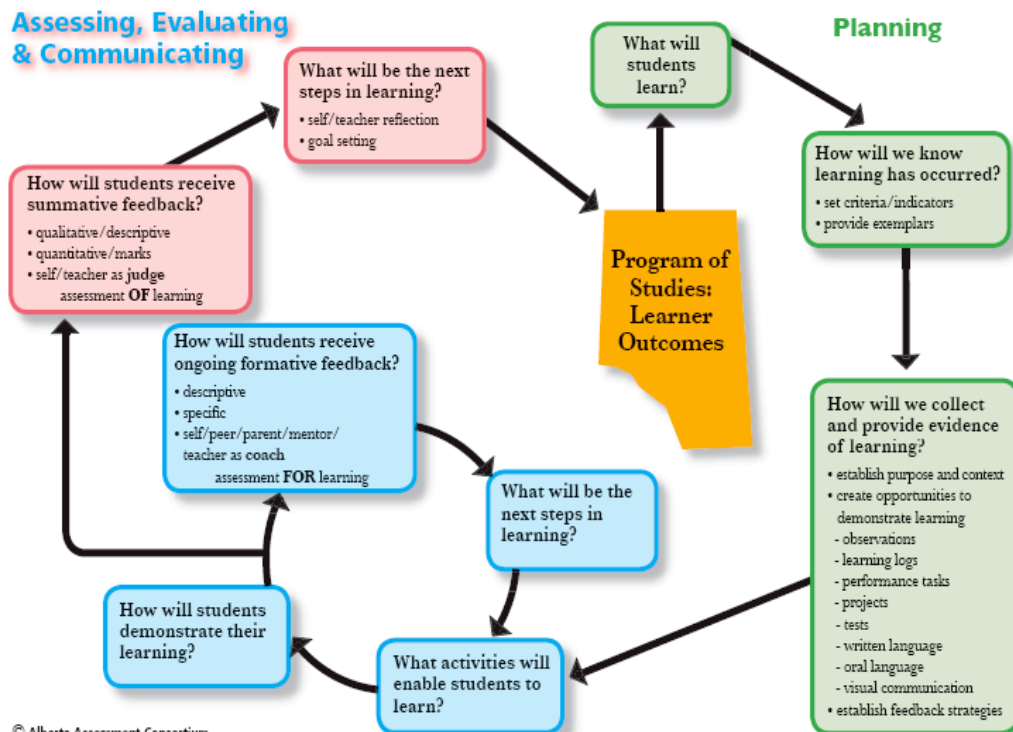 Assessing, Evaluating
& Communicating
Planning
What will
students
learn?
How will we know
learning has occurred?
• set criteria/indicators
• provide exemplars
How will we collect
and provide evidence
of learning?
• establish purpose and context
• create opportunities to
demonstrate learning
- observations
- learning logs
- performance tasks
- projects
- tests
- written language
- oral language
- visual communication
• establish feedback strategies
What activities will
enable students to
learn?
How will students
demonstrate their
learning?
How will students receive
ongoing formative feedback?
• descriptive
• specific
• self/peer/parent/mentor/
teacher as coach
assessment FOR learning
What will be the
next steps in
learning?
How will students receive
summative feedback?
• qualitative/descriptive
• quantitative/marks
• self/teacher as judge
assessment OF learning
What will be the next
steps in learning?
• self/teacher reflection
• goal setting
Program of
Studies:
Learner
Outcomes
© Alberta Assessment Consortium